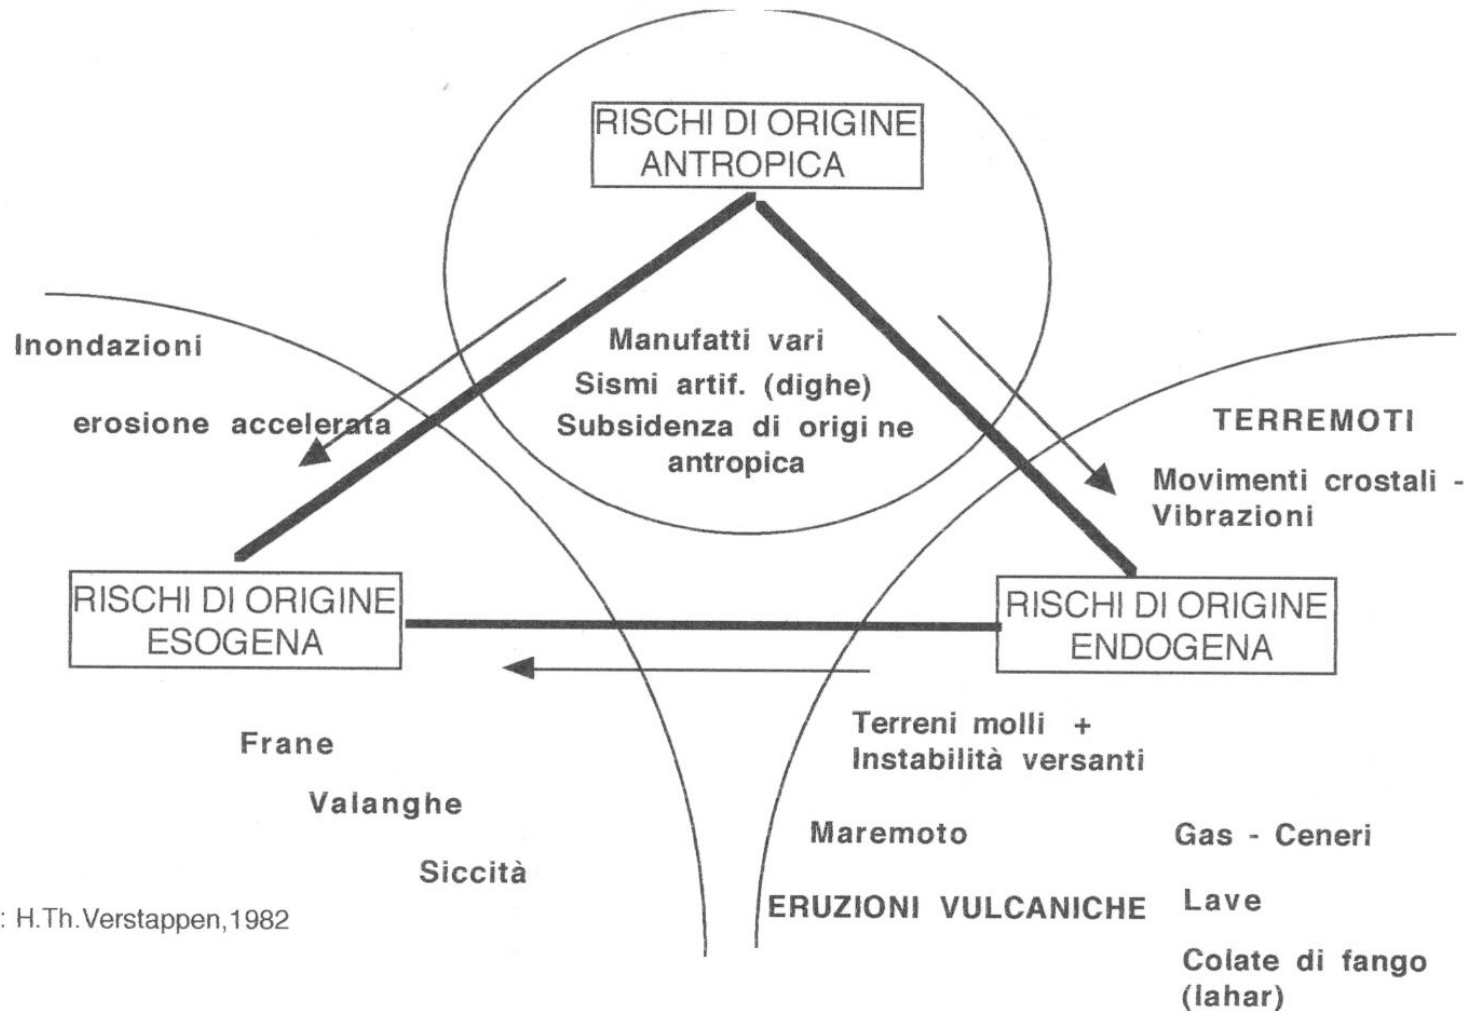 RISCHI DI ORIGINE
ANTROPICA
Manufatti vari
Sismi artif. (dighe)
Subsidenza di origine
antropica
Inondazioni
erosione accelerata
TERREMOTI
Movimenti crostali -
Vibrazioni
RISCHI DI ORIGINE
ESOGENA
RISCHI DI ORIGINE
ENDOGENA
Frane
Valanghe
Siccità
Terreni molli +
Instabilità versanti
Maremoto
Gas - Ceneri
ERUZIONI VULCANICHE
Lave
Colate di fango
(lahar)
: H.Th.Verstappen,1982